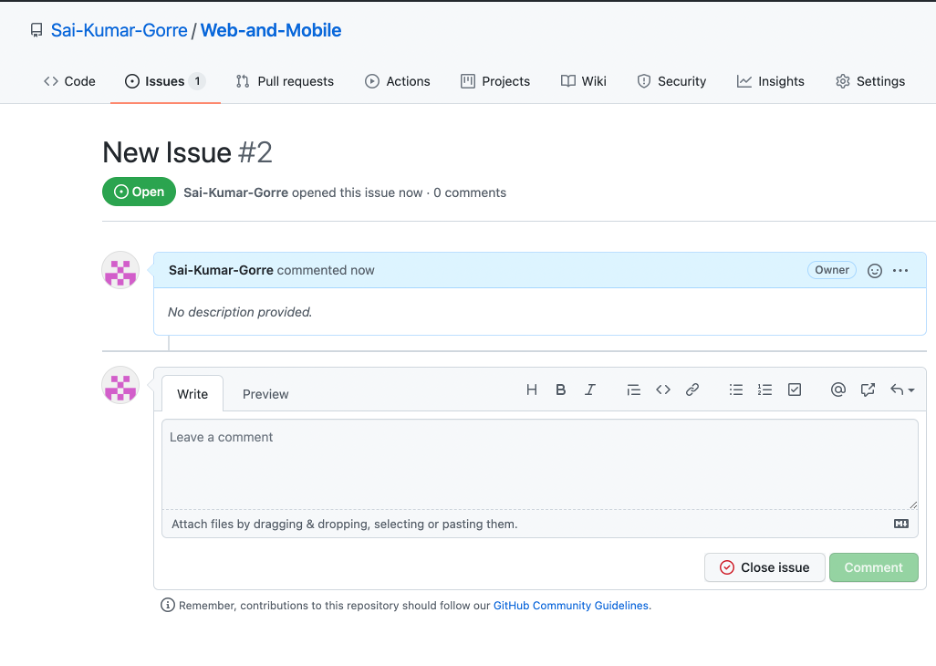 Sai-Kumar-Gorre / Web-and-Mobile
Code Issues 1 Pull requests Actions Projects Wiki Security Insights Settings
New Issue #2
Open Sai-Kumar-Gorre opened this issue now · 0 comments
Sai-Kumar-Gorre commented now Owner
No description provided.
Write Preview H B I
Leave a comment
Attach files by dragging & dropping, selecting or pasting them.
Close issue Comment
Remember, contributions to this repository should follow our GitHub Community Guidelines.